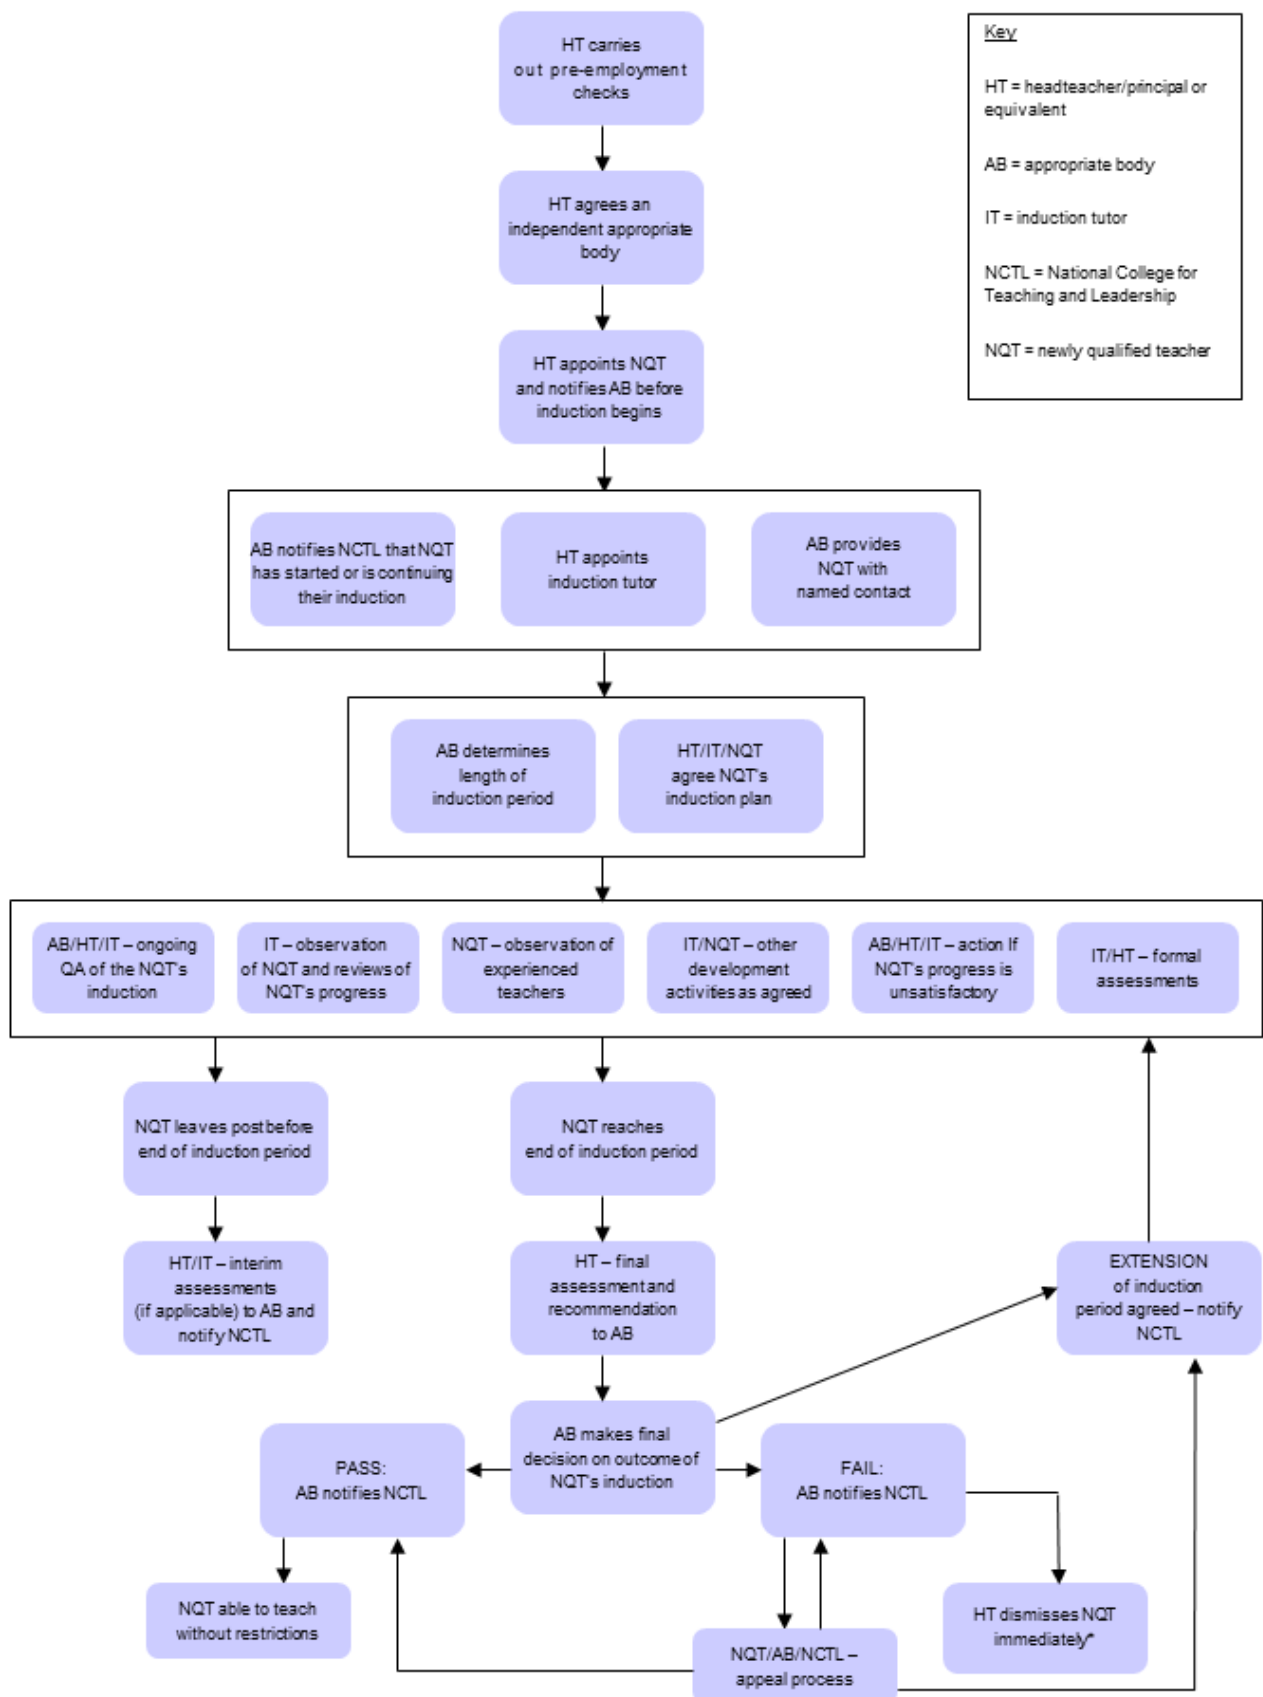 HT carries
out pre-employment
checks
Key
HT = headteacher/principal or
equivalent
AB = appropriate body
IT = induction tutor
NCTL = National College for
Teaching and Leadership
NQT = newly qualified teacher
HT agrees an
independent appropriate
body
HT appoints NQT
and notifies AB before
induction begins
AB notifies NCTL that NQT
has started or is continuing
their induction
HT appoints
induction tutor
AB provides
NQT with
named contact
AB determines
length of
induction period
HT/IT/NQT
agree NQT's
induction plan
AB/HT/IT – ongoing
QA of the NQT's
induction
IT – observation
of NQT and reviews of
NQT's progress
NQT – observation of
experienced
teachers
IT/NQT – other
development
activities as agreed
AB/HT/IT – action If
NQT's progress is
unsatisfactory
IT/HT – formal
assessments
NQT leaves post before
end of induction period
NQT reaches
end of induction period
HT/IT – interim
assessments
(if applicable) to AB and
notify NCTL
HT – final
assessment and
recommendation
to AB
EXTENSION
of induction
period agreed – notify
NCTL
AB makes final
decision on outcome of
NQT's induction
PASS:
AB notifies NCTL
FAIL:
AB notifies NCTL
NQT able to teach
without restrictions
HT dismisses NQT
immediately*
NQT/AB/NCTL –
appeal process